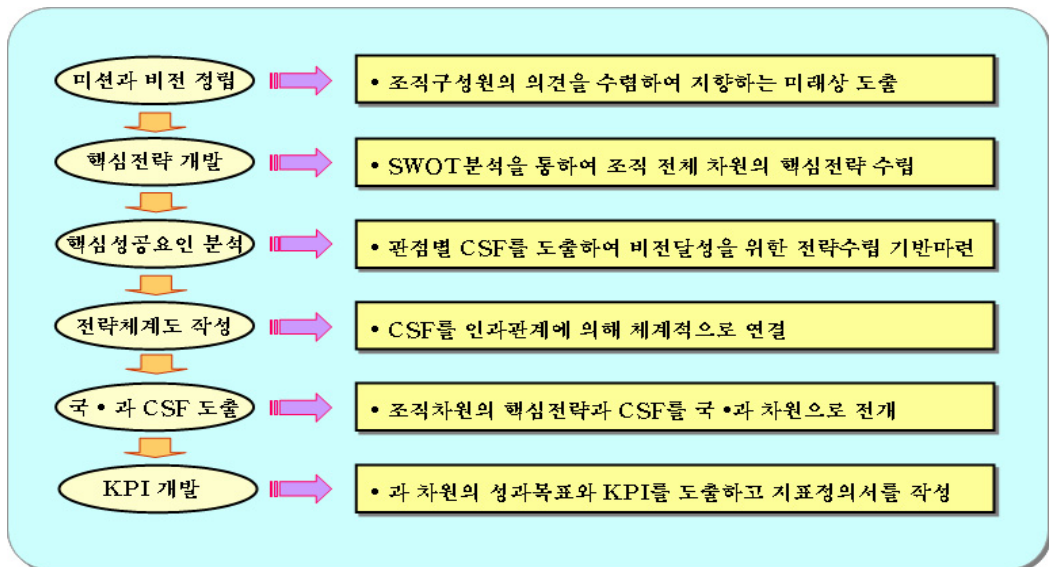 미션과 비전 정립
• 조직구성원의 의견을 수렴하여 지향하는 미래상 도출
핵심전략 개발
• SWOT분석을 통하여 조직 전체 차원의 핵심전략 수립
핵심성공요인 분석
• 관점별 CSF를 도출하여 비전달성을 위한 전략수립 기반마련
전략체계도 작성
• CSF를 인과관계에 의해 체계적으로 연결
국 • 과 CSF 도출
• 조직차원의 핵심전략과 CSF를 국 •과 차원으로 전개
KPI 개발
• 과 차원의 성과목표와 KPI를 도출하고 지표정의서를 작성